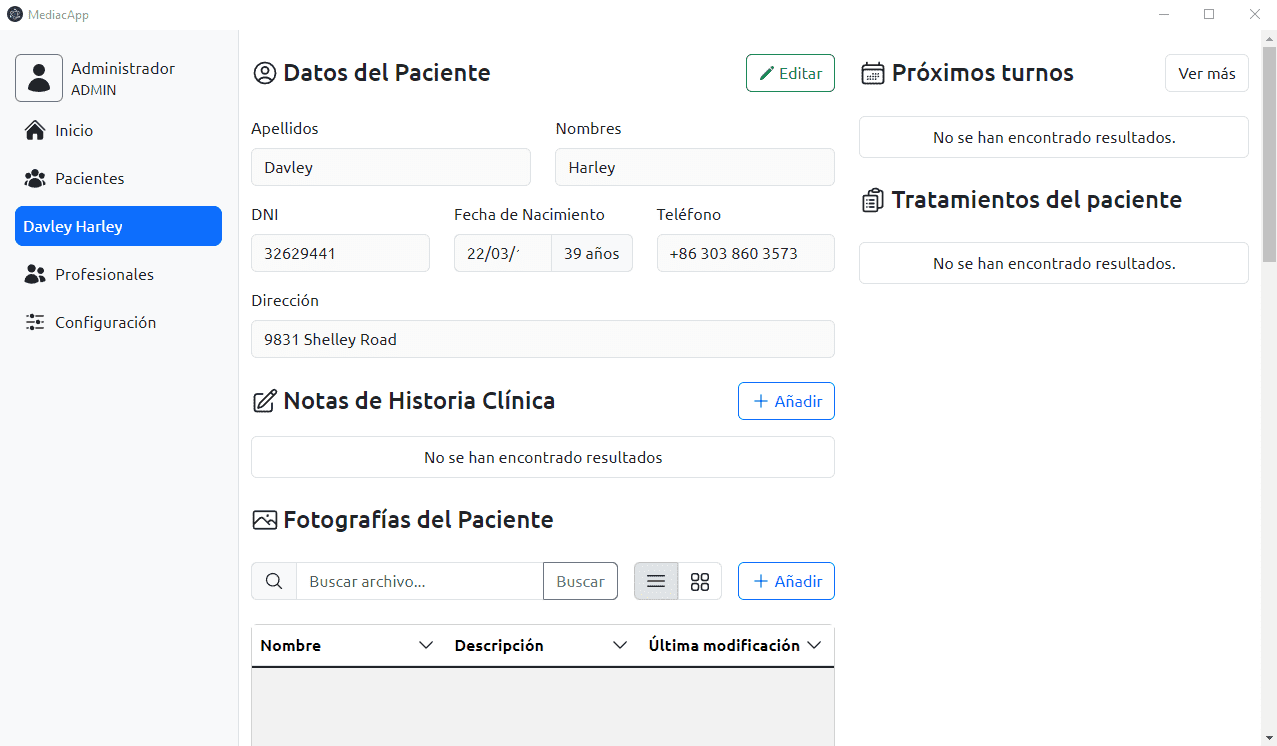 MediacApp
Administrador
ADMIN
Inicio
Pacientes
Davley Harley
Profesionales
Configuración
Datos del Paciente
Editar
Apellidos
Nombres
Davley
Harley
DNI
Fecha de Nacimiento
Teléfono
32629441
22/03/
39 años
+86 303 860 3573
Dirección
9831 Shelley Road
Notas de Historia Clínica
Añadir
No se han encontrado resultados
Fotografías del Paciente
Buscar archivo...
Buscar
Añadir
Nombre
Descripción
Última modificación
Próximos turnos
Ver más
No se han encontrado resultados.
Tratamientos del paciente
No se han encontrado resultados.